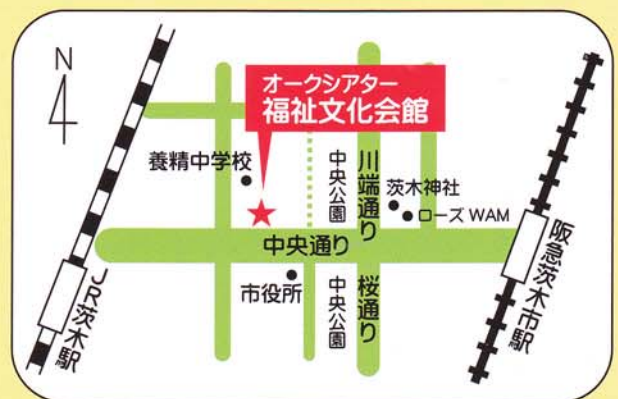 N
オークシアター
福祉文化会館
養精中学校
中央公園
川端通り
茨木神社
ローズ WAM
中央通り
市役所
中央公園
桜通り
JR茨木駅
阪急茨木市駅